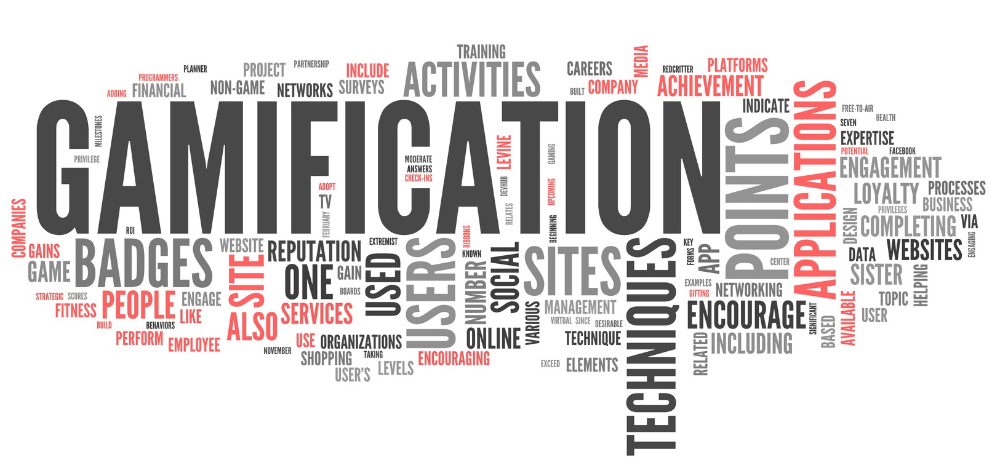 TRAINING
MEDIA
PLANNER
PROJECT
PARTNERSHIP
INCLUDE
ACTIVITIES
CAREERS
REDCRITTER
PLATFORMS
PROGRAMMERS
ADDING
FINANCIAL
NON-GAME
NETWORKS
SURVEYS
BUILT
COMPANY
ACHIEVEMENT
GAMIFICATION
INDICATE
POINTS
APPLICATIONS
FREE-TO-AIR
HEALTH
SEVEN
EXPERTISE
POTENTIAL
FACEBOOK
ENGAGEMENT
LOYALTY
PROCESSES
PRIVILEGES
BUSINESS
DESIGN
COMPLETING
VIA
DATA
WEBSITES
ENGAGING
SISTER
HELPING
TOPIC
USER
MILESTONES
PRIVILEGE
ROI
ADOPT
TV
FEBRUARY
MODERATE
ANSWERS
CHECK-INS
LEVINE
DEVHUB
RELATES
GAMING
UPCOMING
BEGINNING
COMPANIES
GAINS
GAME
BADGES
WEBSITE
REPUTATION
EXTREMIST
RIBBONS
KNOWN
SITE
ONE
GAIN
BOARDS
USED
USERS
NUMBER
SOCIAL
SITES
TECHNIQUES
KEY
FORMS
APP
CENTER
STRATEGIC
SCORES
FITNESS
PEOPLE
ENGAGE
LIKE
BUILD
BEHAVIORS
PERFORM
EMPLOYEE
ALSO
SERVICES
USE
ORGANIZATIONS
NOVEMBER
SHOPPING
TAKING
USER'S
LEVELS
ENCOURAGING
ONLINE
VARIOUS
MANAGEMENT
VIRTUAL
SINCE
DESIRABLE
TECHNIQUE
EXCEED
ELEMENTS
EXAMPLES
GIFTING
NETWORKING
ENCOURAGE
SIGNIFICANT
RELATED
INCLUDING
BASED
AVAILABLE